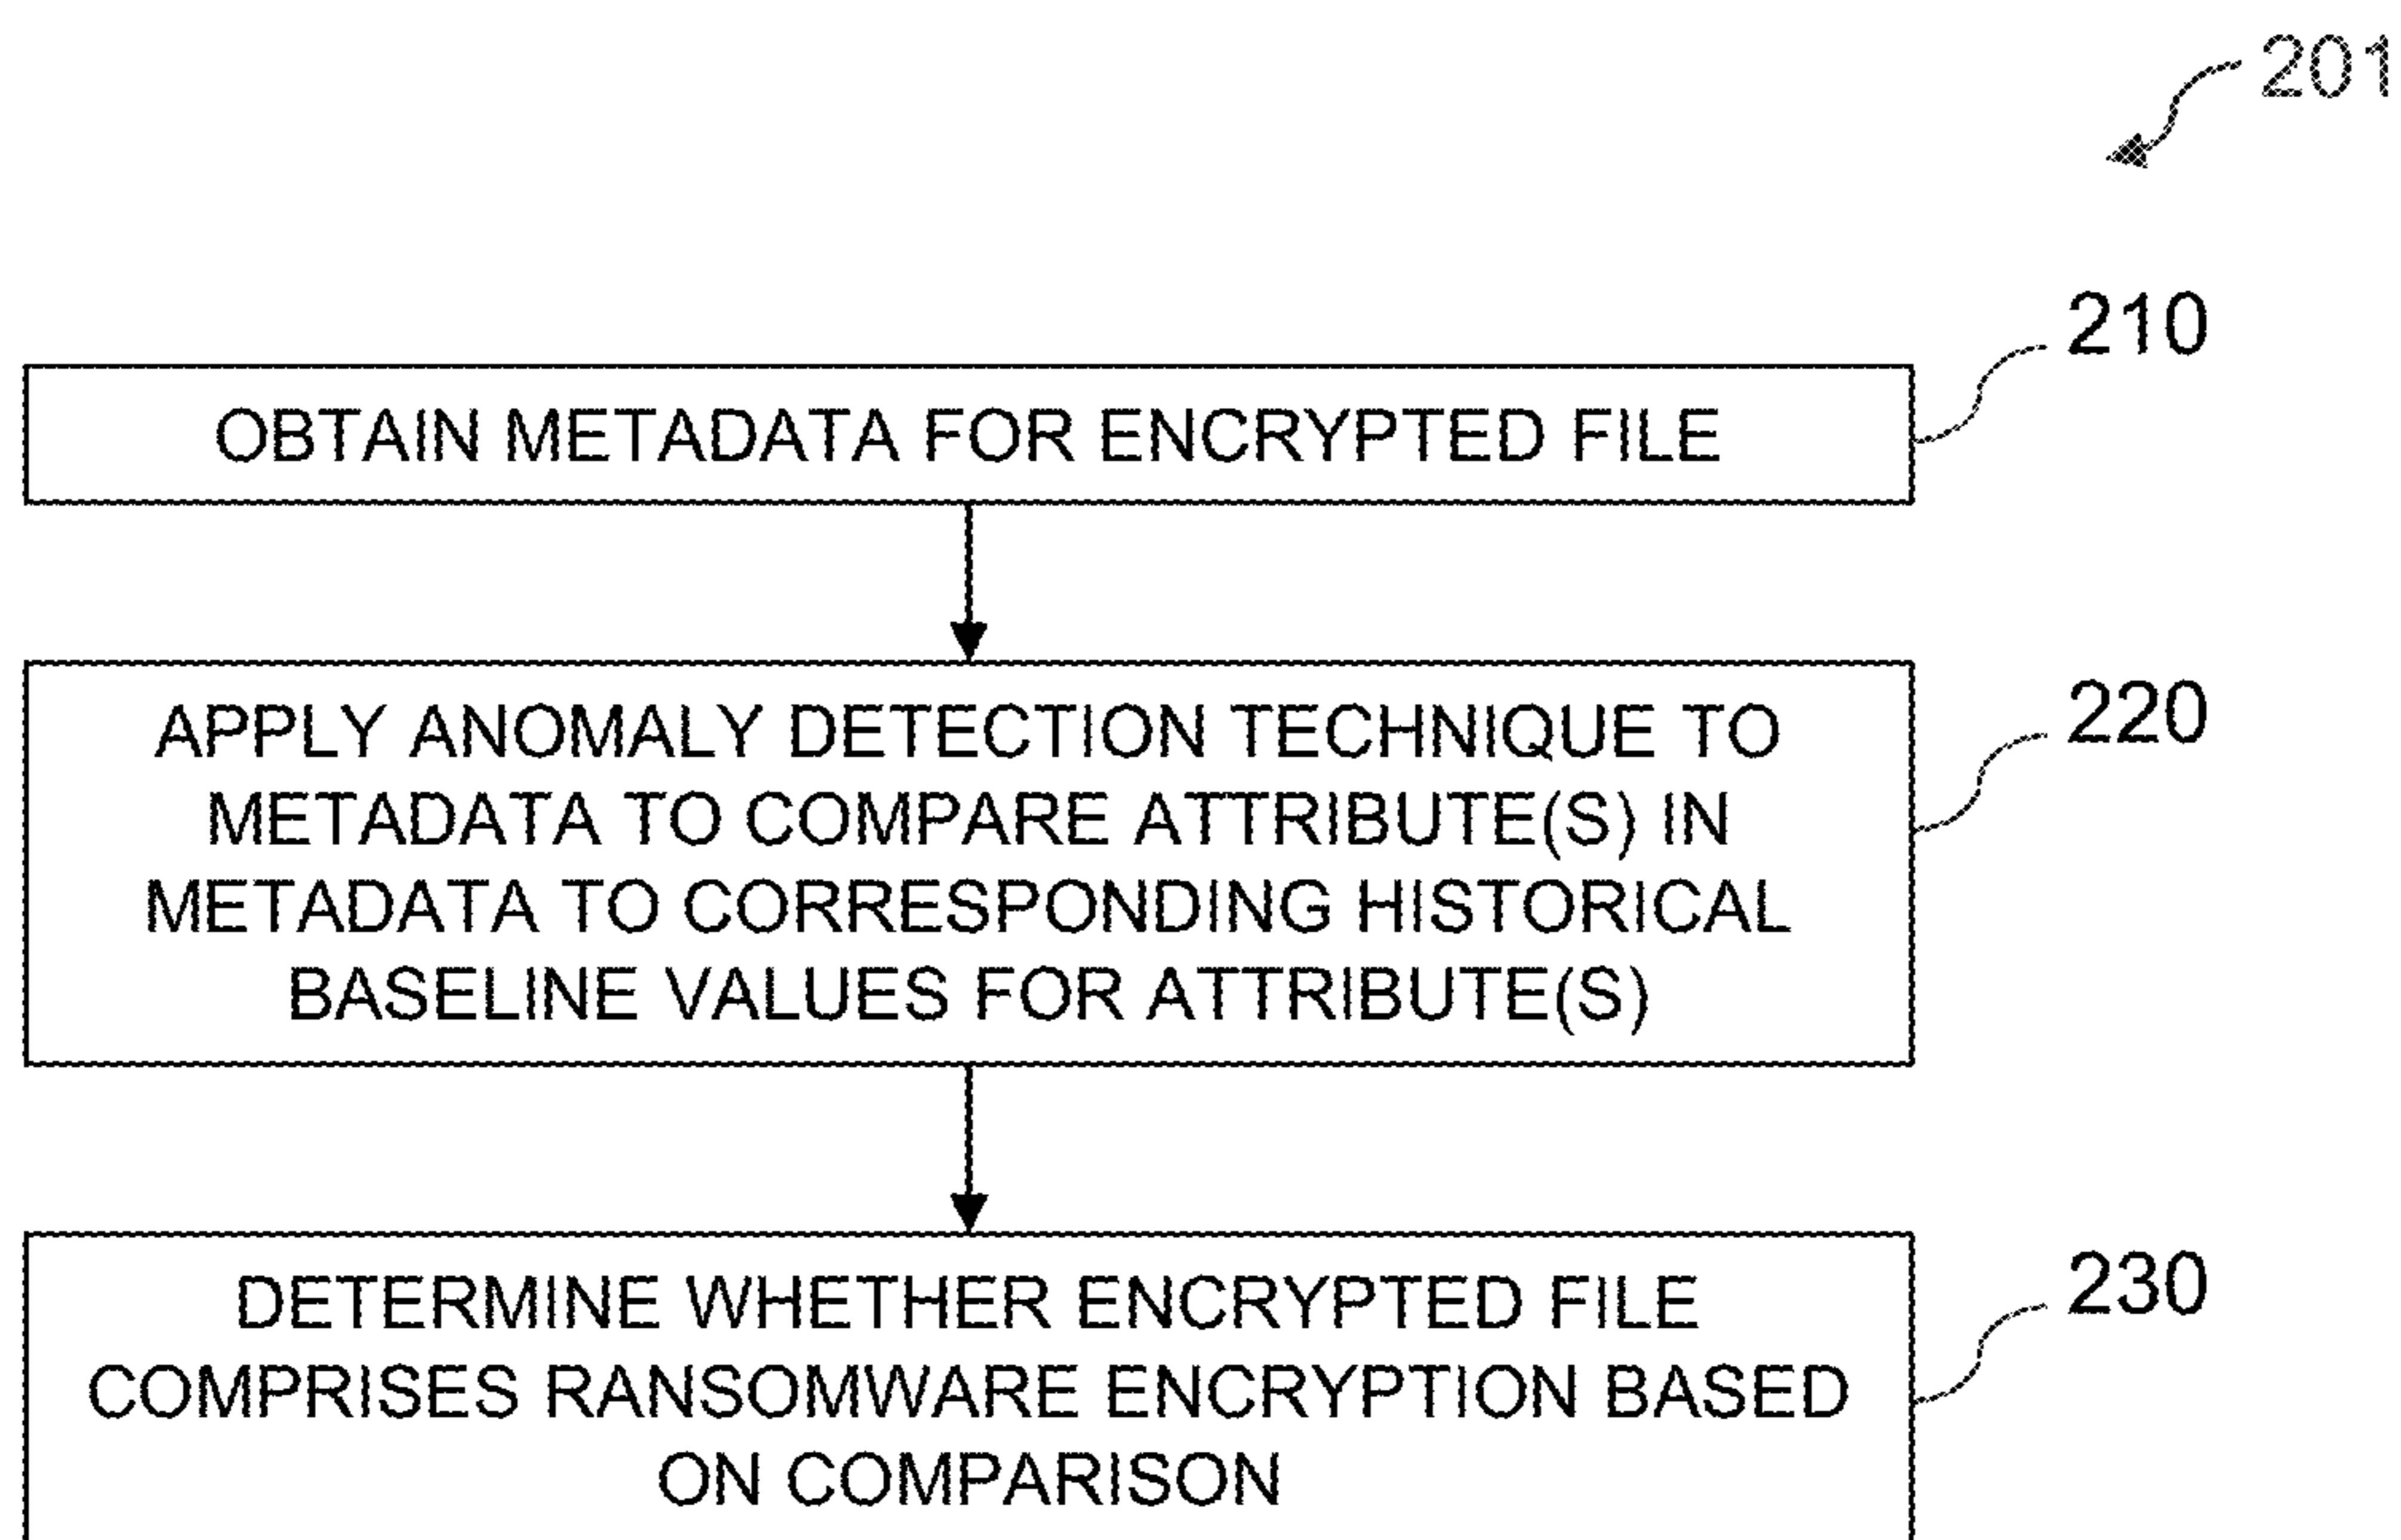 201
210
OBTAIN METADATA FOR ENCRYPTED FILE
220
APPLY ANOMALY DETECTION TECHNIQUE TO
METADATA TO COMPARE ATTRIBUTE(S) IN
METADATA TO CORRESPONDING HISTORICAL
BASELINE VALUES FOR ATTRIBUTE(S)
230
DETERMINE WHETHER ENCRYPTED FILE
COMPRISES RANSOMWARE ENCRYPTION BASED
ON COMPARISON